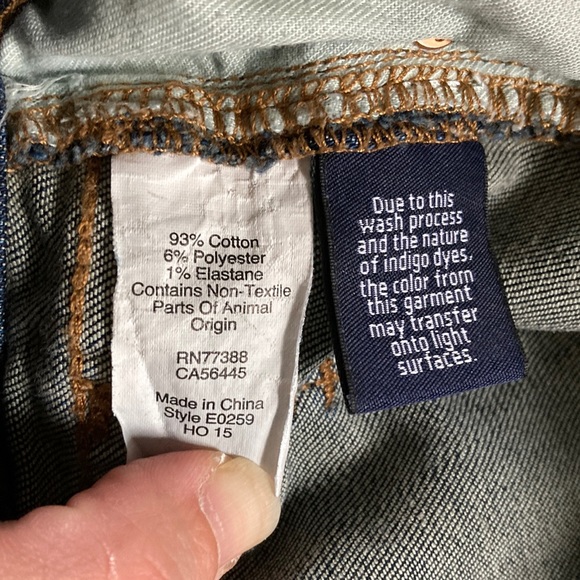 93% Cotton
6% Polyester
1% Elastane
Contains Non-Textile
Parts Of Animal
Origin
RN77388
CA56445
Made in China
Style E0259
HO 15
Due to this
wash process
and the nature
of indigo dyes.
the color from
this garment
may transfer
onto light
surfaces.